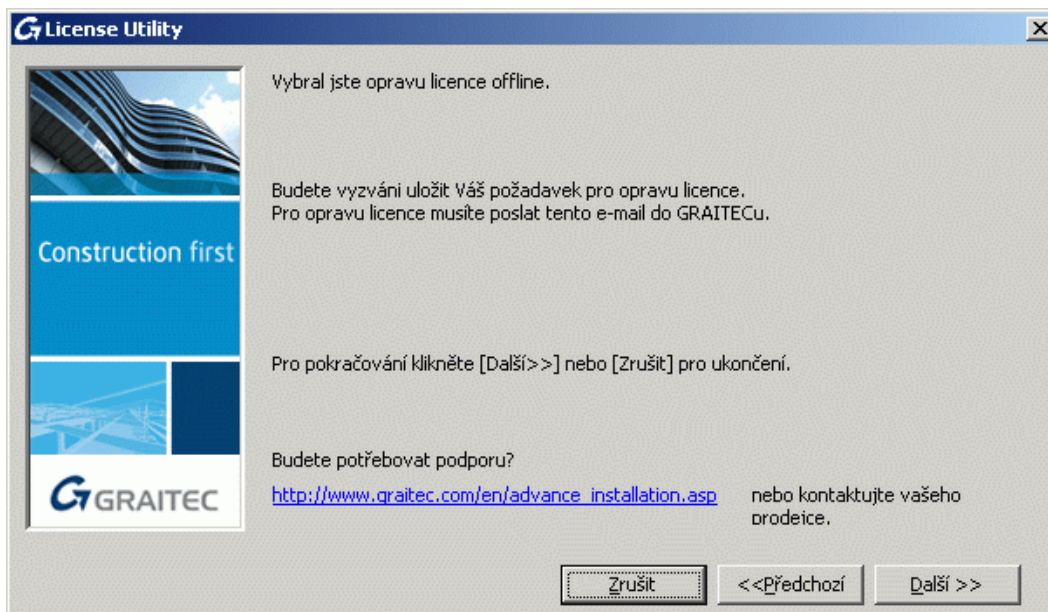 License Utility
Vybral jste opravu licence offline.
Budete vyzváni uložit Váš požadavek pro opravu licence.
Pro opravu licence musíte poslat tento e-mail do GRAITECu.
Construction first
Pro pokračování klikněte [Další>>] nebo [Zrušit] pro ukončení.
Budete potřebovat podporu?
http://www.graitec.com/en/advance_installation.asp nebo kontaktujte vašeho
prodejce.
GRAITEC
Zrušit <<Předchozí Další >>